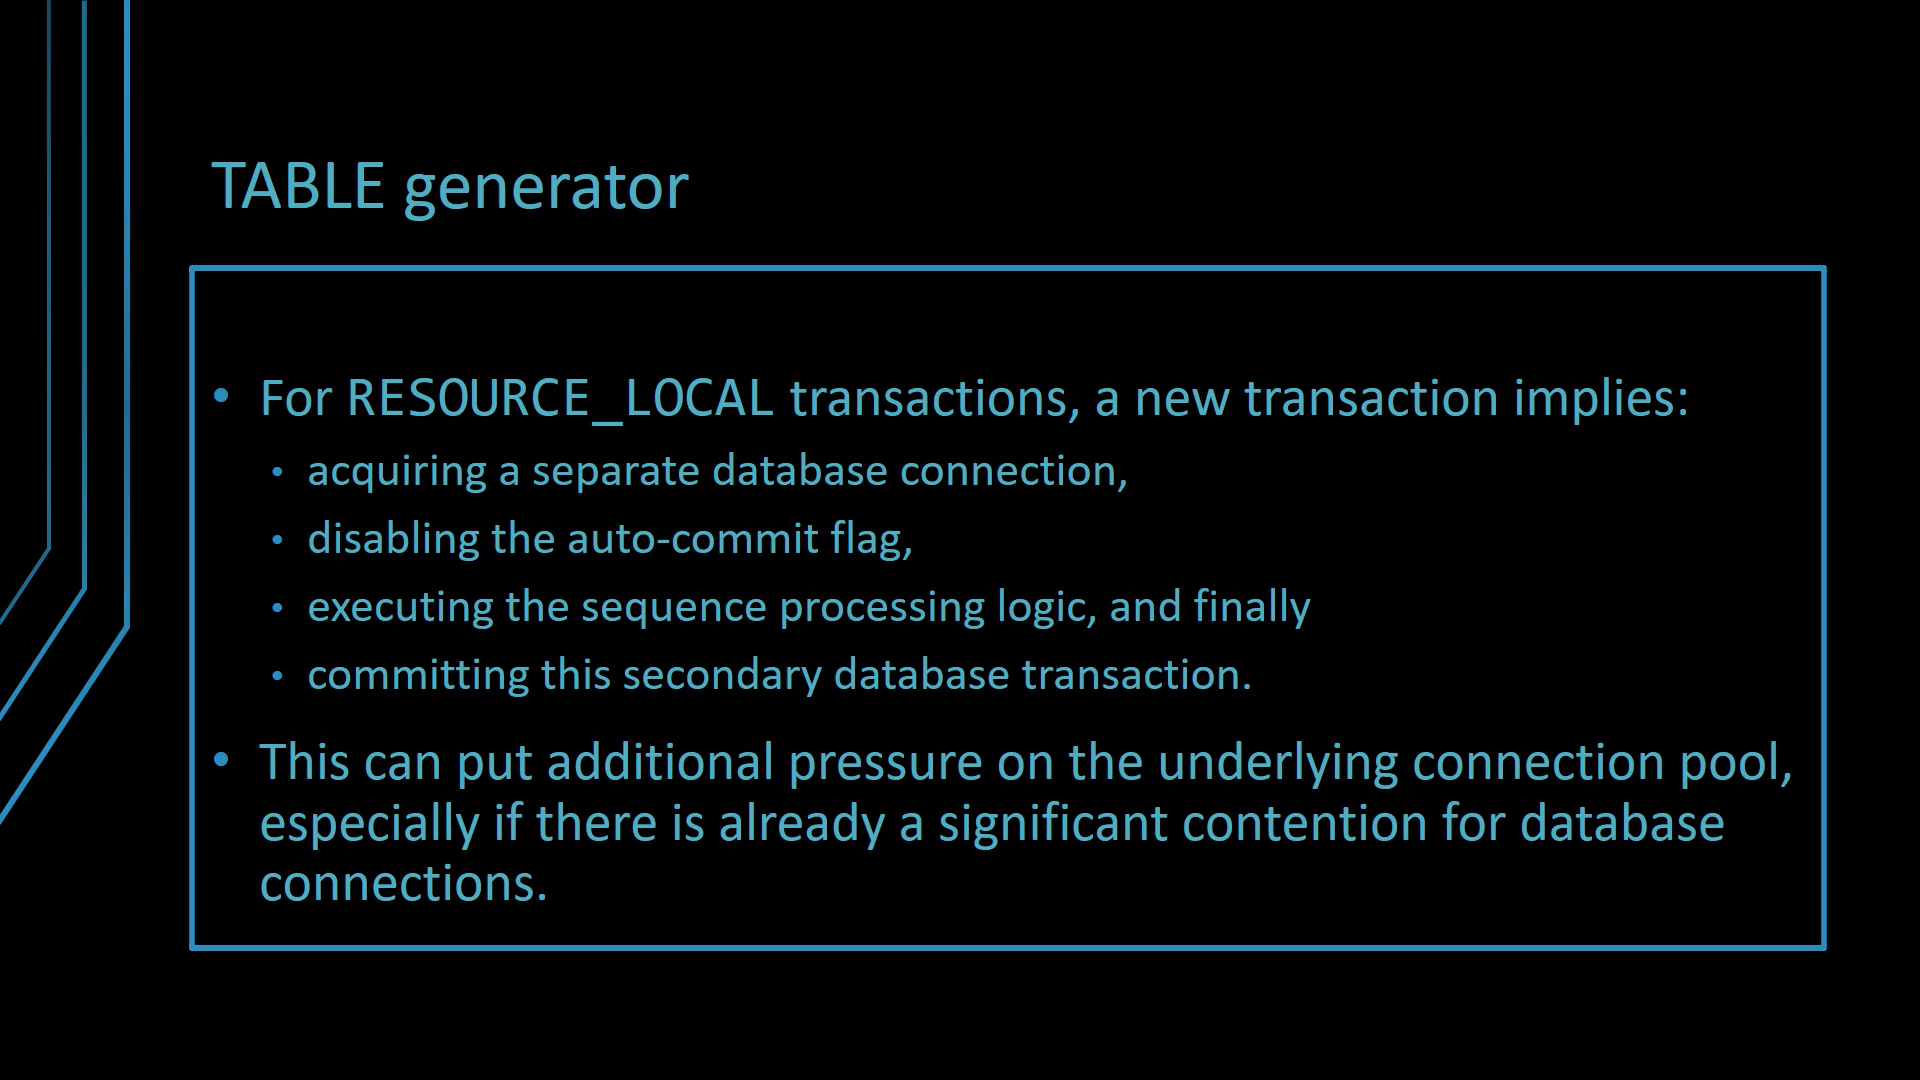 TABLE generator
• For RESOURCE_LOCAL transactions, a new transaction implies:
• acquiring a separate database connection,
• disabling the auto-commit flag,
• executing the sequence processing logic, and finally
• committing this secondary database transaction.
• This can put additional pressure on the underlying connection pool,
especially if there is already a significant contention for database
connections.